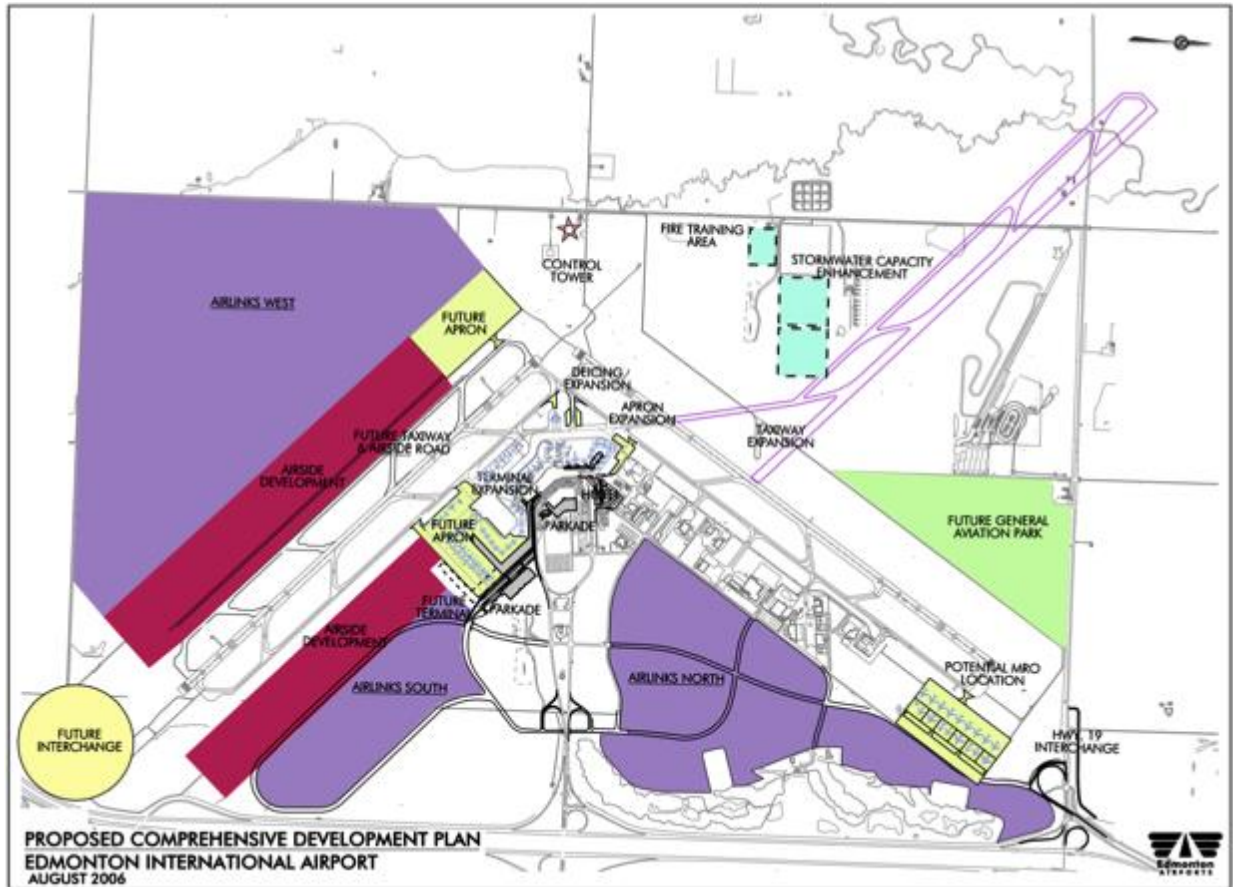 FIRE TRAINING
AREA
CONTROL
TOWER
STORMWATER CAPACITY
ENHANCEMENT
AIRLINKS WEST
FUTURE
APRON
DEICING
EXPANSION
APRON
EXPANSION
TAXIWAY
EXPANSION
FUTURE TAXIWAY
& AIRSIDE ROAD
AIRSIDE
DEVELOPMENT
TERMINAL
EXPANSION
PARKADE
FUTURE
APRON
FUTURE GENERAL
AVIATION PARK
FUTURE
TERMINAL
PARKADE
AIRSIDE
DEVELOPMENT
AIRLINKS SOUTH
AIRLINKS NORTH
POTENTIAL MRO
LOCATION
FUTURE
INTERCHANGE
HWY. 19
INTERCHANGE
PROPOSED COMPREHENSIVE DEVELOPMENT PLAN
EDMONTON INTERNATIONAL AIRPORT
AUGUST 2006
Edmonton
AIRPORTS